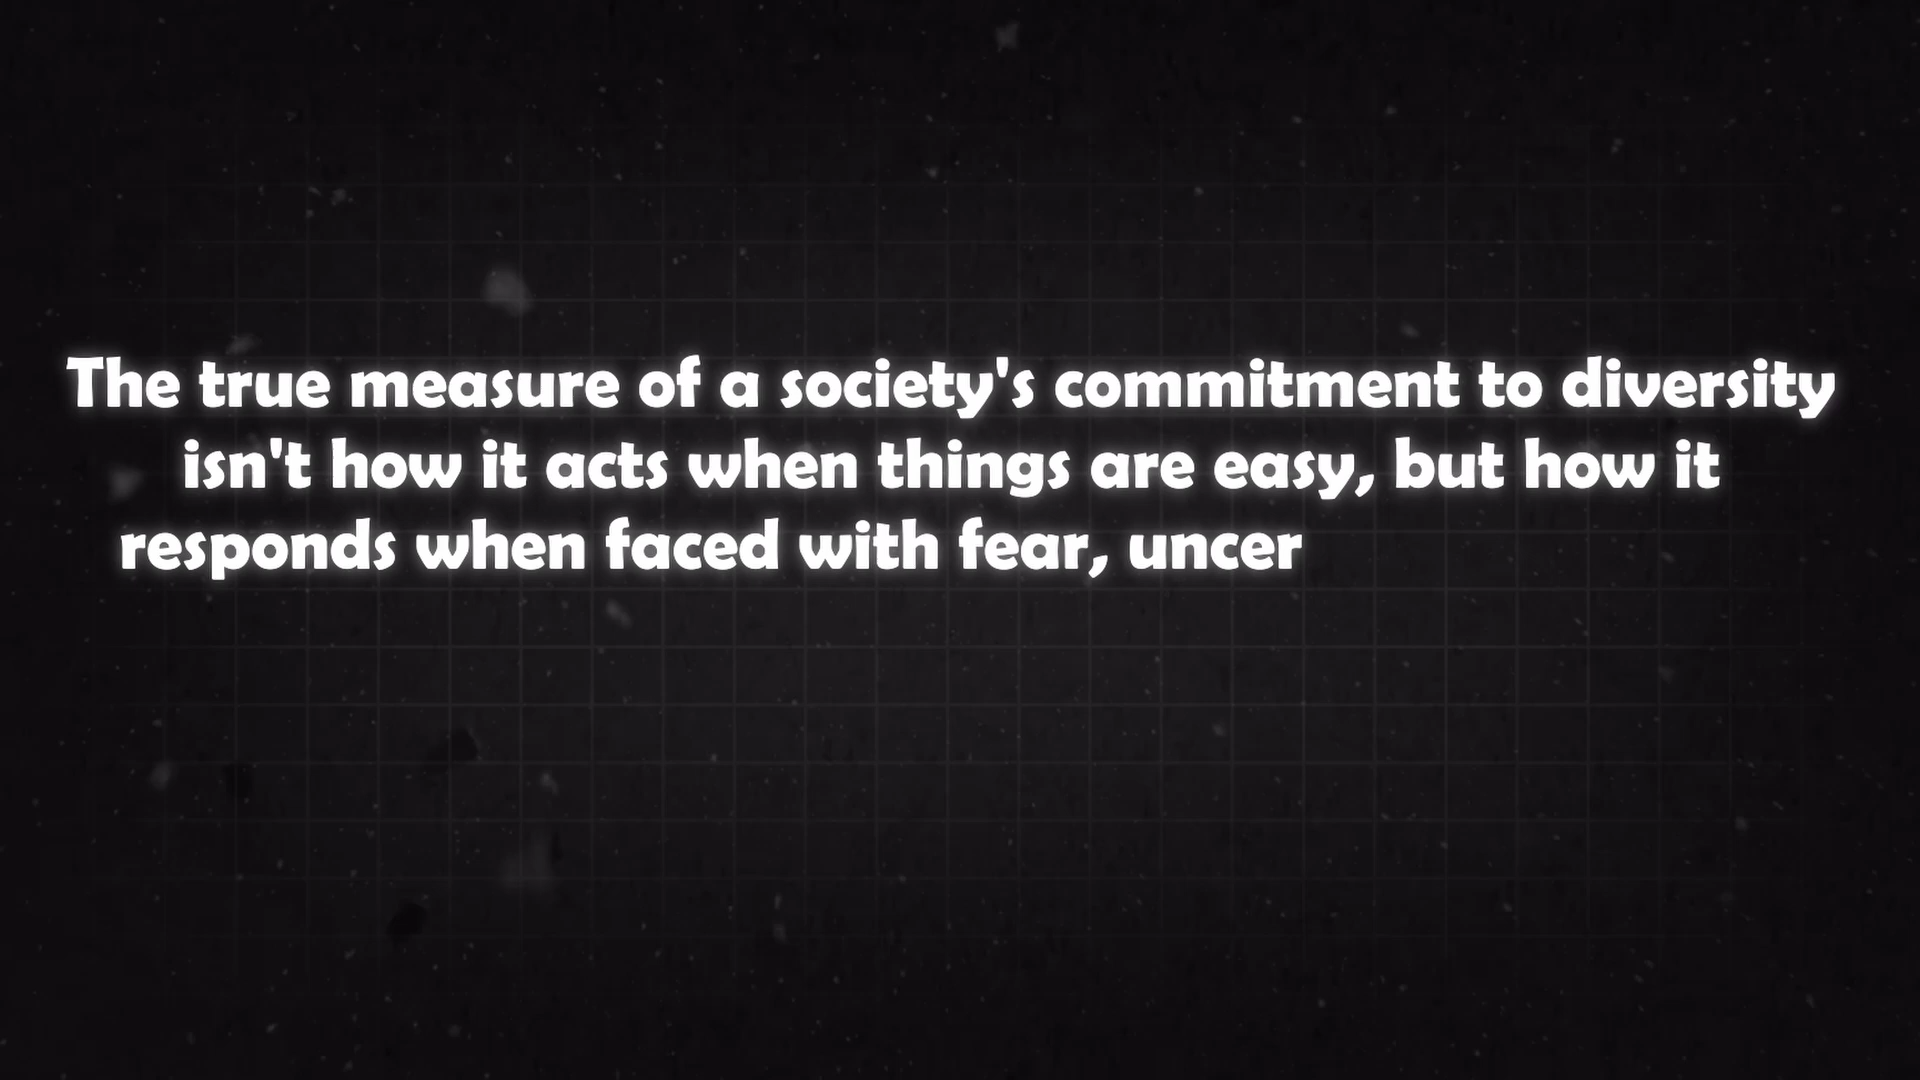 The true measure of a society's commitment to diversity
isn't how it acts when things are easy, but how it
responds when faced with fear, uncer